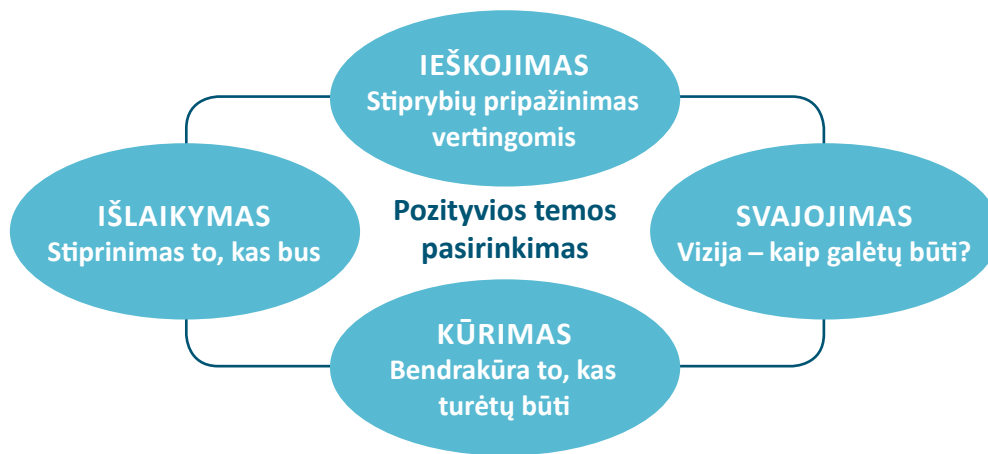 IEŠKOJIMAS
Stiprybių pripažinimas
vertingomis
IŠLAIKYMAS
Stiprinimas to, kas bus
Pozityvios temos
pasirinkimas
SVAJOJIMAS
Vizija – kaip galėtų būti?
KŪRIMAS
Bendrakūra to, kas
turėtų būti